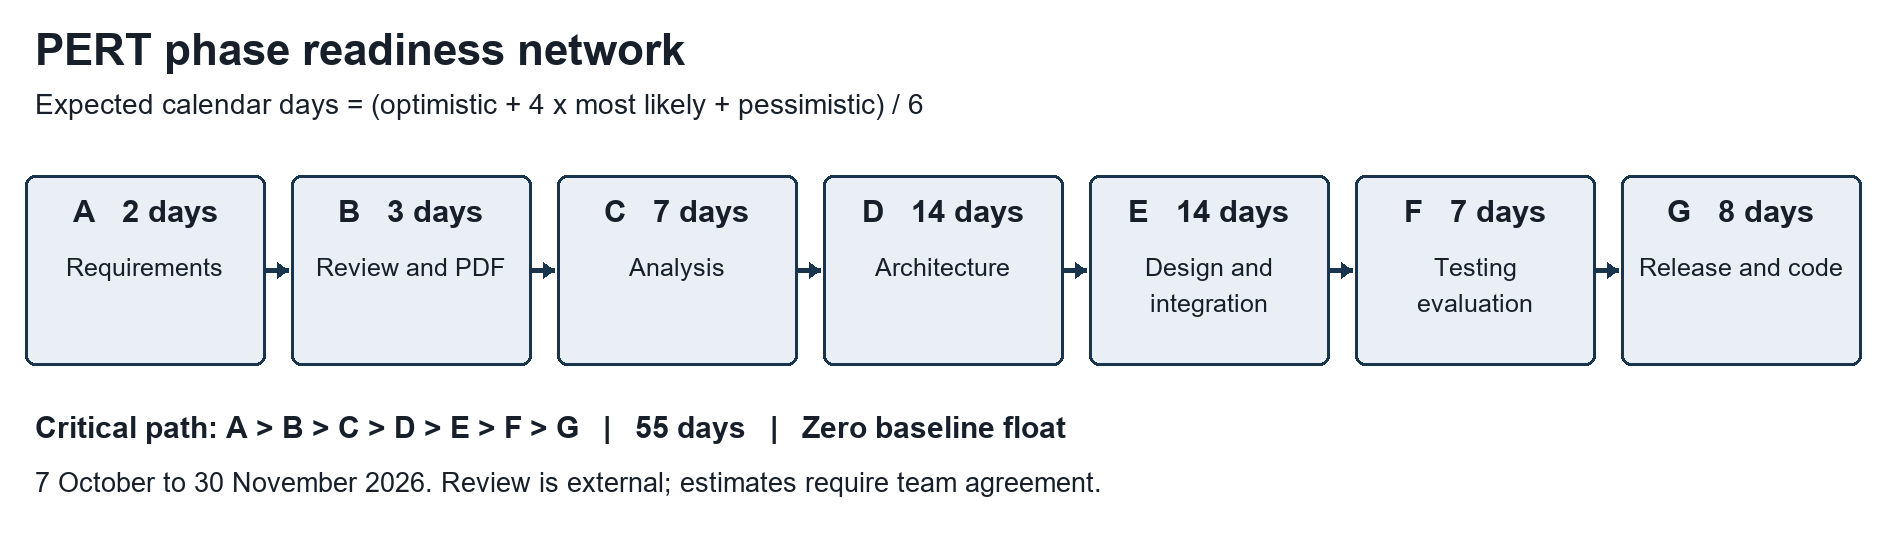 PERT phase readiness network
Expected calendar days = (optimistic + 4 x most likely + pessimistic) / 6
A 2 days
Requirements
B 3 days
Review and PDF
C 7 days
Analysis
D 14 days
Architecture
E 14 days
Design and
integration
F 7 days
Testing
evaluation
G 8 days
Release and code
Critical path: A > B > C > D > E > F > G | 55 days | Zero baseline float
7 October to 30 November 2026. Review is external; estimates require team agreement.